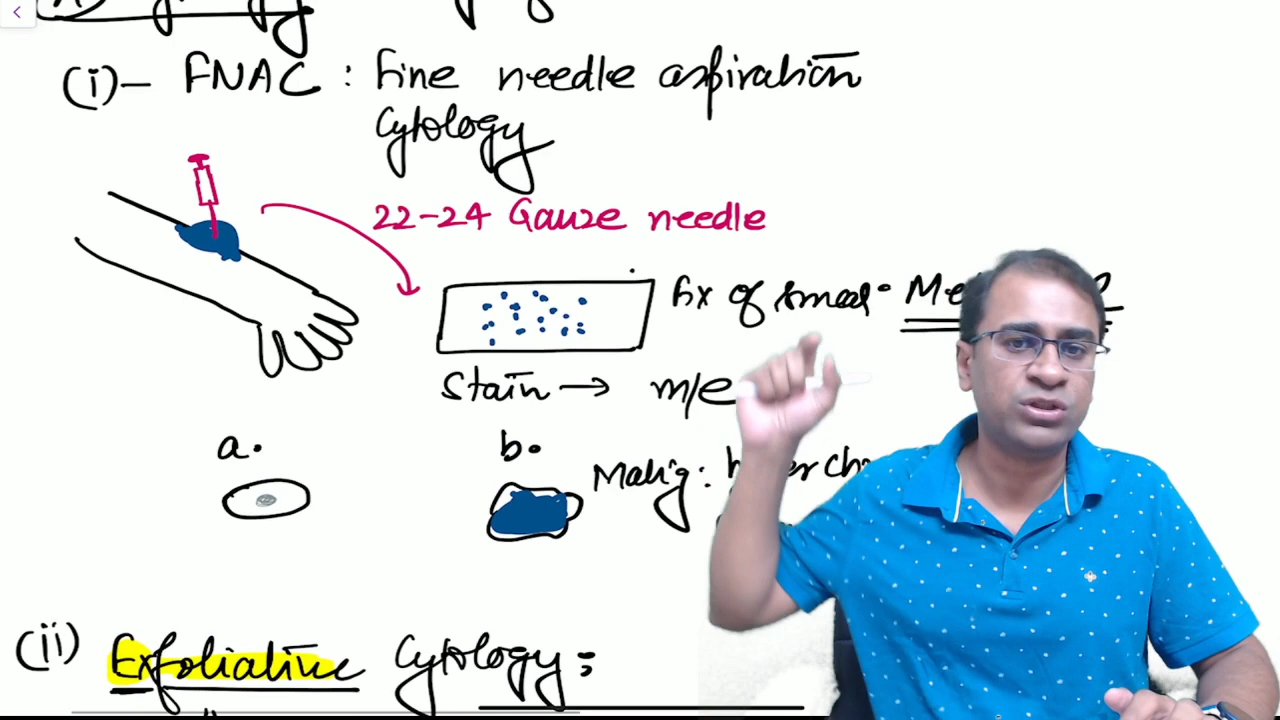 (i)- FNAC : Fine needle aspiration
Cytology
22-24 Gauze needle
fix of smear-
Stain → m/e
a.
b.
Malig:
(ii) Exfoliative Cytology: